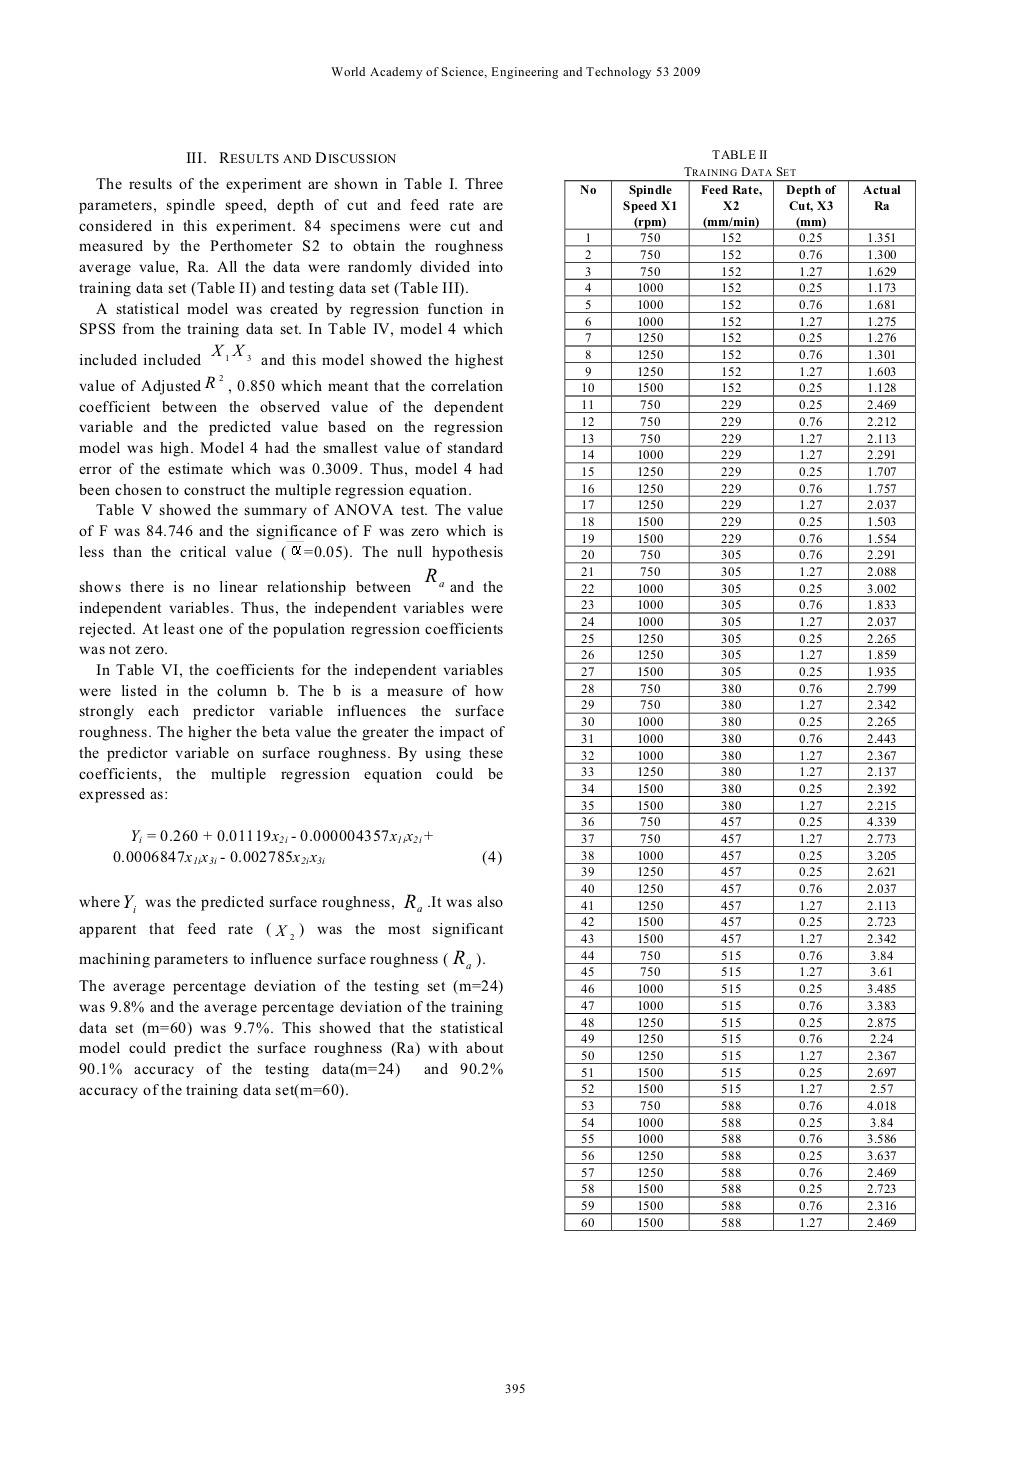 World Academy of Science, Engineering and Technology 53 2009
III. RESULTS AND DISCUSSION
The results of the experiment are shown in Table I. Three
parameters, spindle speed, depth of cut and feed rate are
considered in this experiment. 84 specimens were cut and
measured by the Perthometer S2 to obtain the roughness
average value, Ra. All the data were randomly divided into
training data set (Table II) and testing data set (Table III).
A statistical model was created by regression function in
SPSS from the training data set. In Table IV, model 4 which
included included X1X3 and this model showed the highest
value of Adjusted R², 0.850 which meant that the correlation
coefficient between the observed value of the dependent
variable and the predicted value based on the regression
model was high. Model 4 had the smallest value of standard
error of the estimate which was 0.3009. Thus, model 4 had
been chosen to construct the multiple regression equation.
Table V showed the summary of ANOVA test. The value
of F was 84.746 and the significance of F was zero which is
less than the critical value ( α=0.05). The null hypothesis
shows there is no linear relationship between Ra and the
independent variables. Thus, the independent variables were
rejected. At least one of the population regression coefficients
was not zero.
In Table VI, the coefficients for the independent variables
were listed in the column b. The b is a measure of how
strongly each predictor variable influences the surface
roughness. The higher the beta value the greater the impact of
the predictor variable on surface roughness. By using these
coefficients, the multiple regression equation could be
expressed as:
Yi = 0.260 + 0.01119x2i - 0.000004357x1ix2i +
0.0006847x1ix3i - 0.002785x2ix3i (4)
where Yi was the predicted surface roughness, Ra .It was also
apparent that feed rate ( X2 ) was the most significant
machining parameters to influence surface roughness ( Ra ).
The average percentage deviation of the testing set (m=24)
was 9.8% and the average percentage deviation of the training
data set (m=60) was 9.7%. This showed that the statistical
model could predict the surface roughness (Ra) with about
90.1% accuracy of the testing data(m=24) and 90.2%
accuracy of the training data set(m=60).
TABLE II
TRAINING DATA SET
No Spindle Feed Rate, Depth of Actual
Speed X1 X2 Cut, X3 Ra
(rpm) (mm/min) (mm)
1 750 152 0.25 1.351
2 750 152 0.76 1.300
3 750 152 1.27 1.629
4 1000 152 0.25 1.173
5 1000 152 0.76 1.681
6 1000 152 1.27 1.275
7 1250 152 0.25 1.276
8 1250 152 0.76 1.301
9 1250 152 1.27 1.603
10 1500 152 0.25 1.128
11 750 229 0.25 2.469
12 750 229 0.76 2.212
13 750 229 1.27 2.113
14 1000 229 1.27 2.291
15 1250 229 0.25 1.707
16 1250 229 0.76 1.757
17 1250 229 1.27 2.037
18 1500 229 0.25 1.503
19 1500 229 0.76 1.554
20 750 305 0.76 2.291
21 750 305 1.27 2.088
22 1000 305 0.25 3.002
23 1000 305 0.76 1.833
24 1000 305 1.27 2.037
25 1250 305 0.25 2.265
26 1250 305 1.27 1.859
27 1500 305 0.25 1.935
28 750 380 0.76 2.799
29 750 380 1.27 2.342
30 1000 380 0.25 2.265
31 1000 380 0.76 2.443
32 1000 380 1.27 2.367
33 1250 380 1.27 2.137
34 1500 380 0.25 2.392
35 1500 380 1.27 2.215
36 750 457 0.25 4.339
37 750 457 1.27 2.773
38 1000 457 0.25 3.205
39 1250 457 0.25 2.621
40 1250 457 0.76 2.037
41 1250 457 1.27 2.113
42 1500 457 0.25 2.723
43 1500 457 1.27 2.342
44 750 515 0.76 3.84
45 750 515 1.27 3.61
46 1000 515 0.25 3.485
47 1000 515 0.76 3.383
48 1250 515 0.25 2.875
49 1250 515 0.76 2.24
50 1250 515 1.27 2.367
51 1500 515 0.25 2.697
52 1500 515 1.27 2.57
53 750 588 0.76 4.018
54 1000 588 0.25 3.84
55 1000 588 0.76 3.586
56 1250 588 0.25 3.637
57 1250 588 0.76 2.469
58 1500 588 0.25 2.723
59 1500 588 0.76 2.316
60 1500 588 1.27 2.469
395